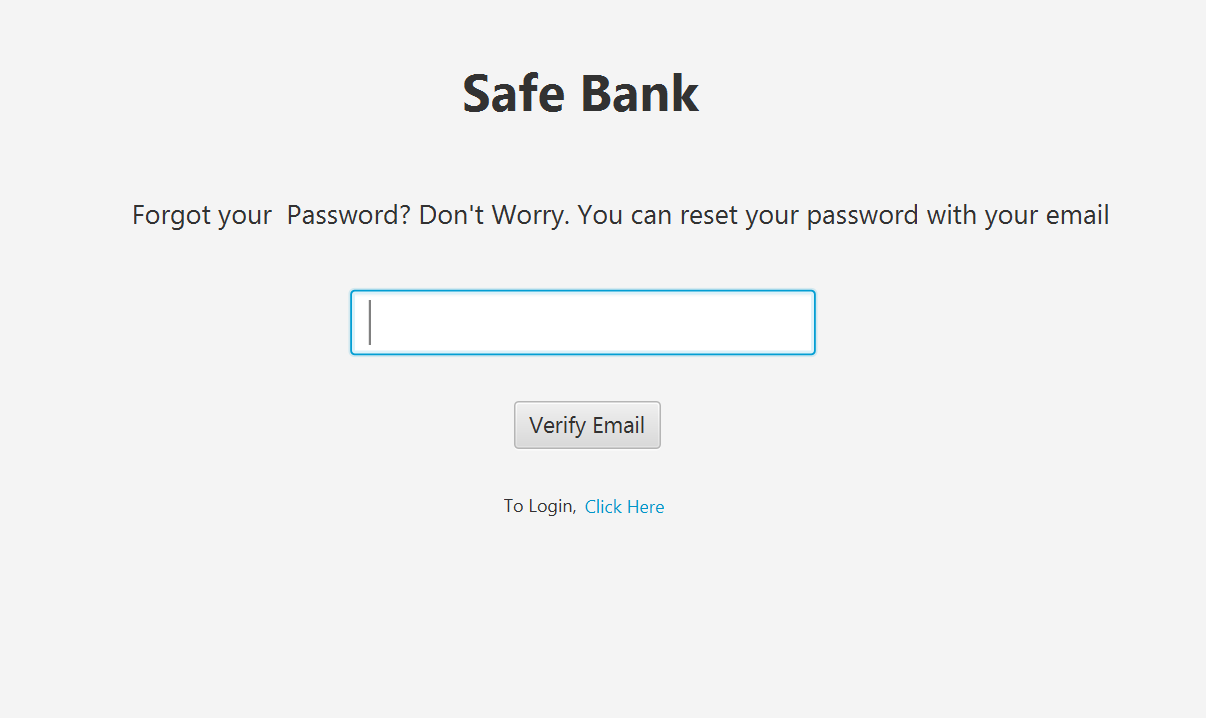 Safe Bank
Forgot your  Password? Don't Worry. You can reset your password with your email
Verify Email
To Login, Click Here